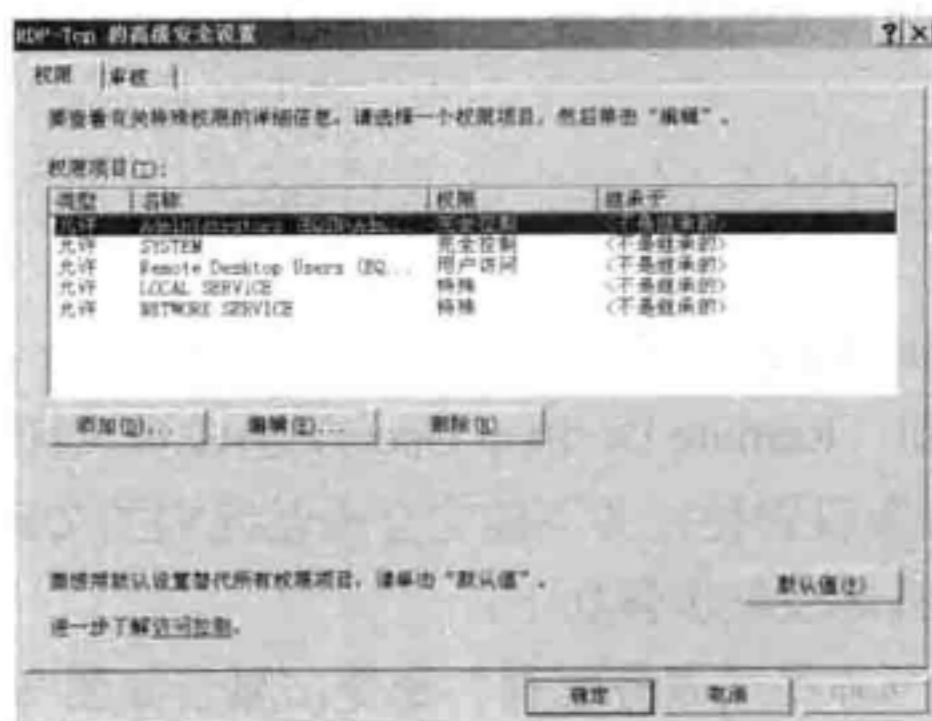 RDP-Tcp 的高级安全设置
权限 审核
要查看有关特殊权限的详细信息，请选择一个权限项目，然后单击“编辑”。
权限项目(T):
类型 名称 权限 继承于
允许 Administrators 完全控制 <不是继承的>
允许 SYSTEM 完全控制 <不是继承的>
允许 Remote Desktop Users (EQ... 用户访问 <不是继承的>
允许 LOCAL SERVICE 特殊 <不是继承的>
允许 NETWORK SERVICE 特殊 <不是继承的>
添加(D)... 编辑(E)... 删除(R)
要想用默认设置替代所有权限项目，请单击“默认值”。 默认值(F)
进一步了解访问控制。
确定 取消